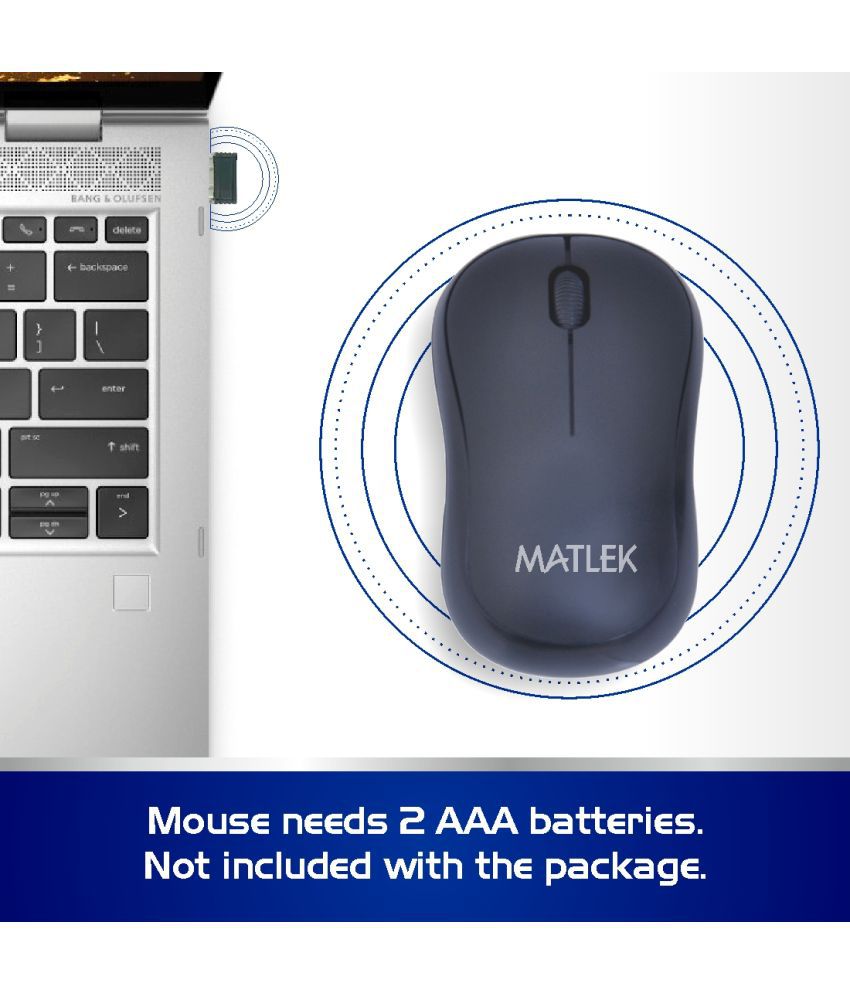 BANG & OLUFSEN
delete
+
=
← backspace
}
]
|
\
↵ enter
prt sc
↑ shift
pg up
pg dn
end
>
MATLEK
Mouse needs 2 AAA batteries.
Not included with the package.